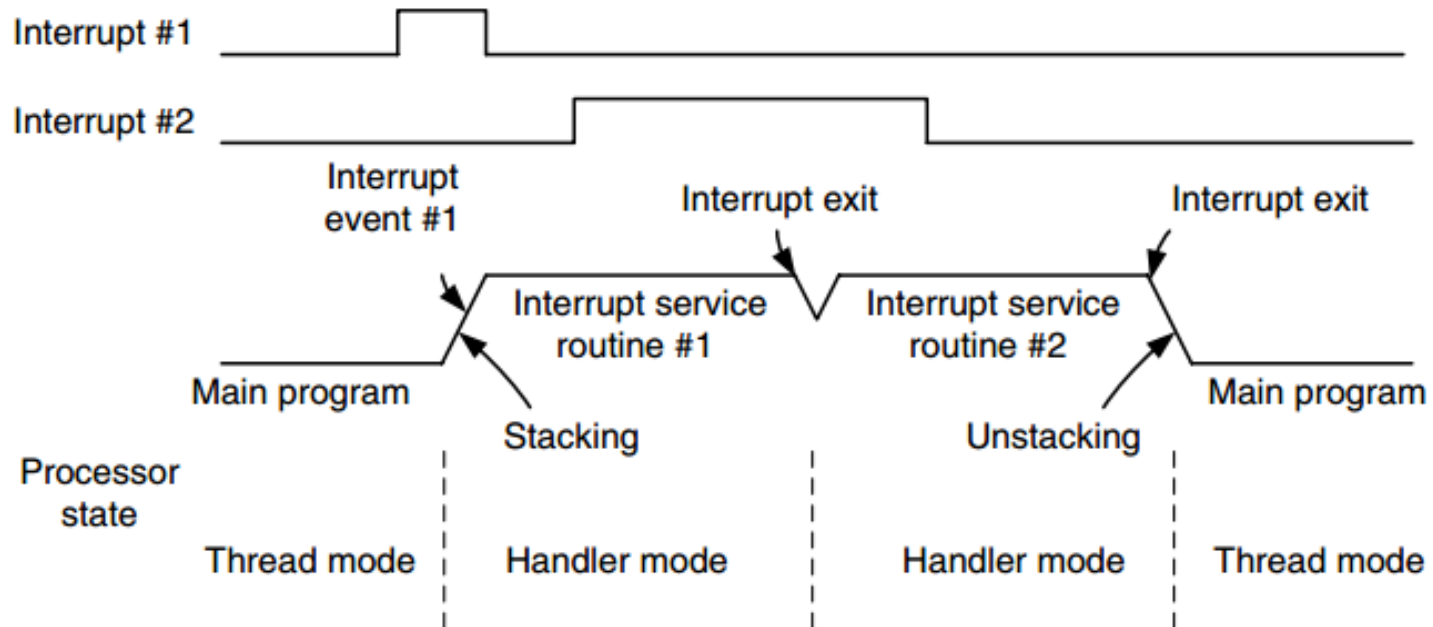 Interrupt #1
Interrupt #2
Interrupt
event #1
Interrupt exit
Interrupt exit
Interrupt service
routine #1
Interrupt service
routine #2
Main program
Main program
Stacking
Unstacking
Processor
state
Thread mode
Handler mode
Handler mode
Thread mode